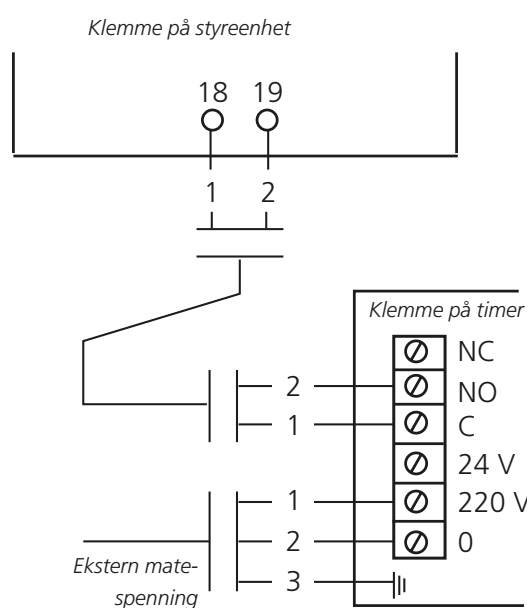 Klemme på styreenhet
18 19
1 2
Klemme på timer
NC
2 NO
1 C
24 V
1 220 V
2 0
3
Ekstern mate-
spenning